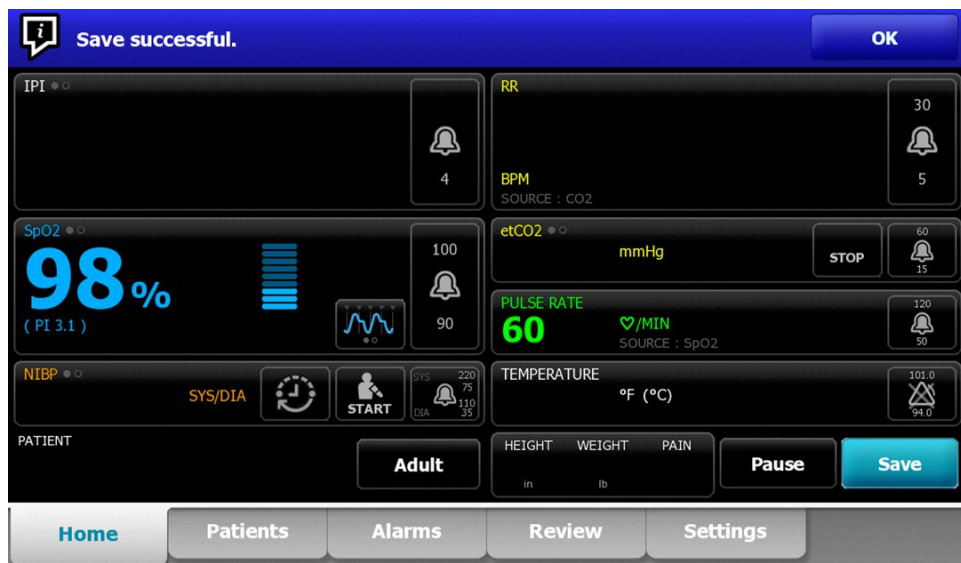 Save successful.
OK
IPI
4
RR
30
5
BPM
SOURCE : CO2
SpO2
98 %
( PI 3.1 )
100
90
etCO2
mmHg
STOP
60
15
PULSE RATE
60
♡/MIN
SOURCE : SpO2
120
50
NIBP
SYS/DIA
START
SYS 220
75
110
DIA 35
TEMPERATURE
°F (°C)
101.0
94.0
PATIENT
Adult
HEIGHT WEIGHT PAIN
in lb
Pause
Save
Home Patients Alarms Review Settings